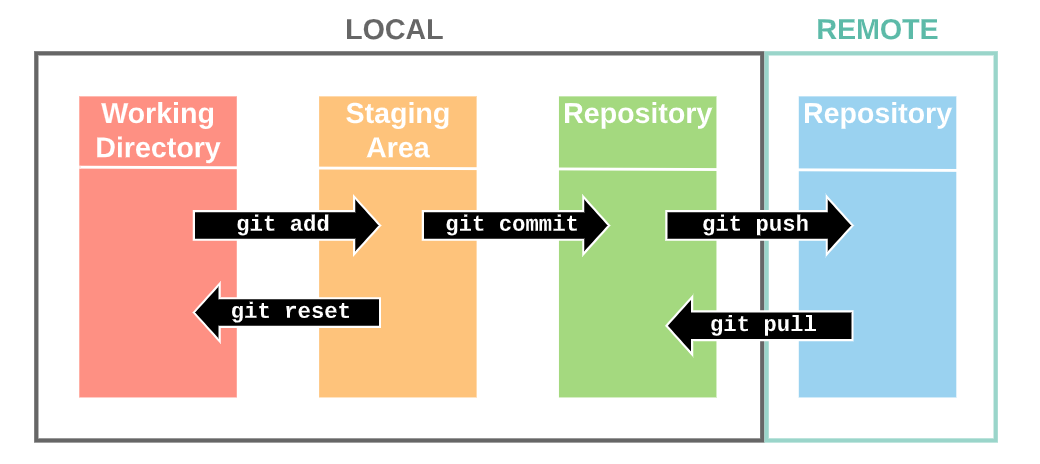 LOCAL
REMOTE
Working
Directory
Staging
Area
Repository
Repository
git add
git commit
git push
git reset
git pull